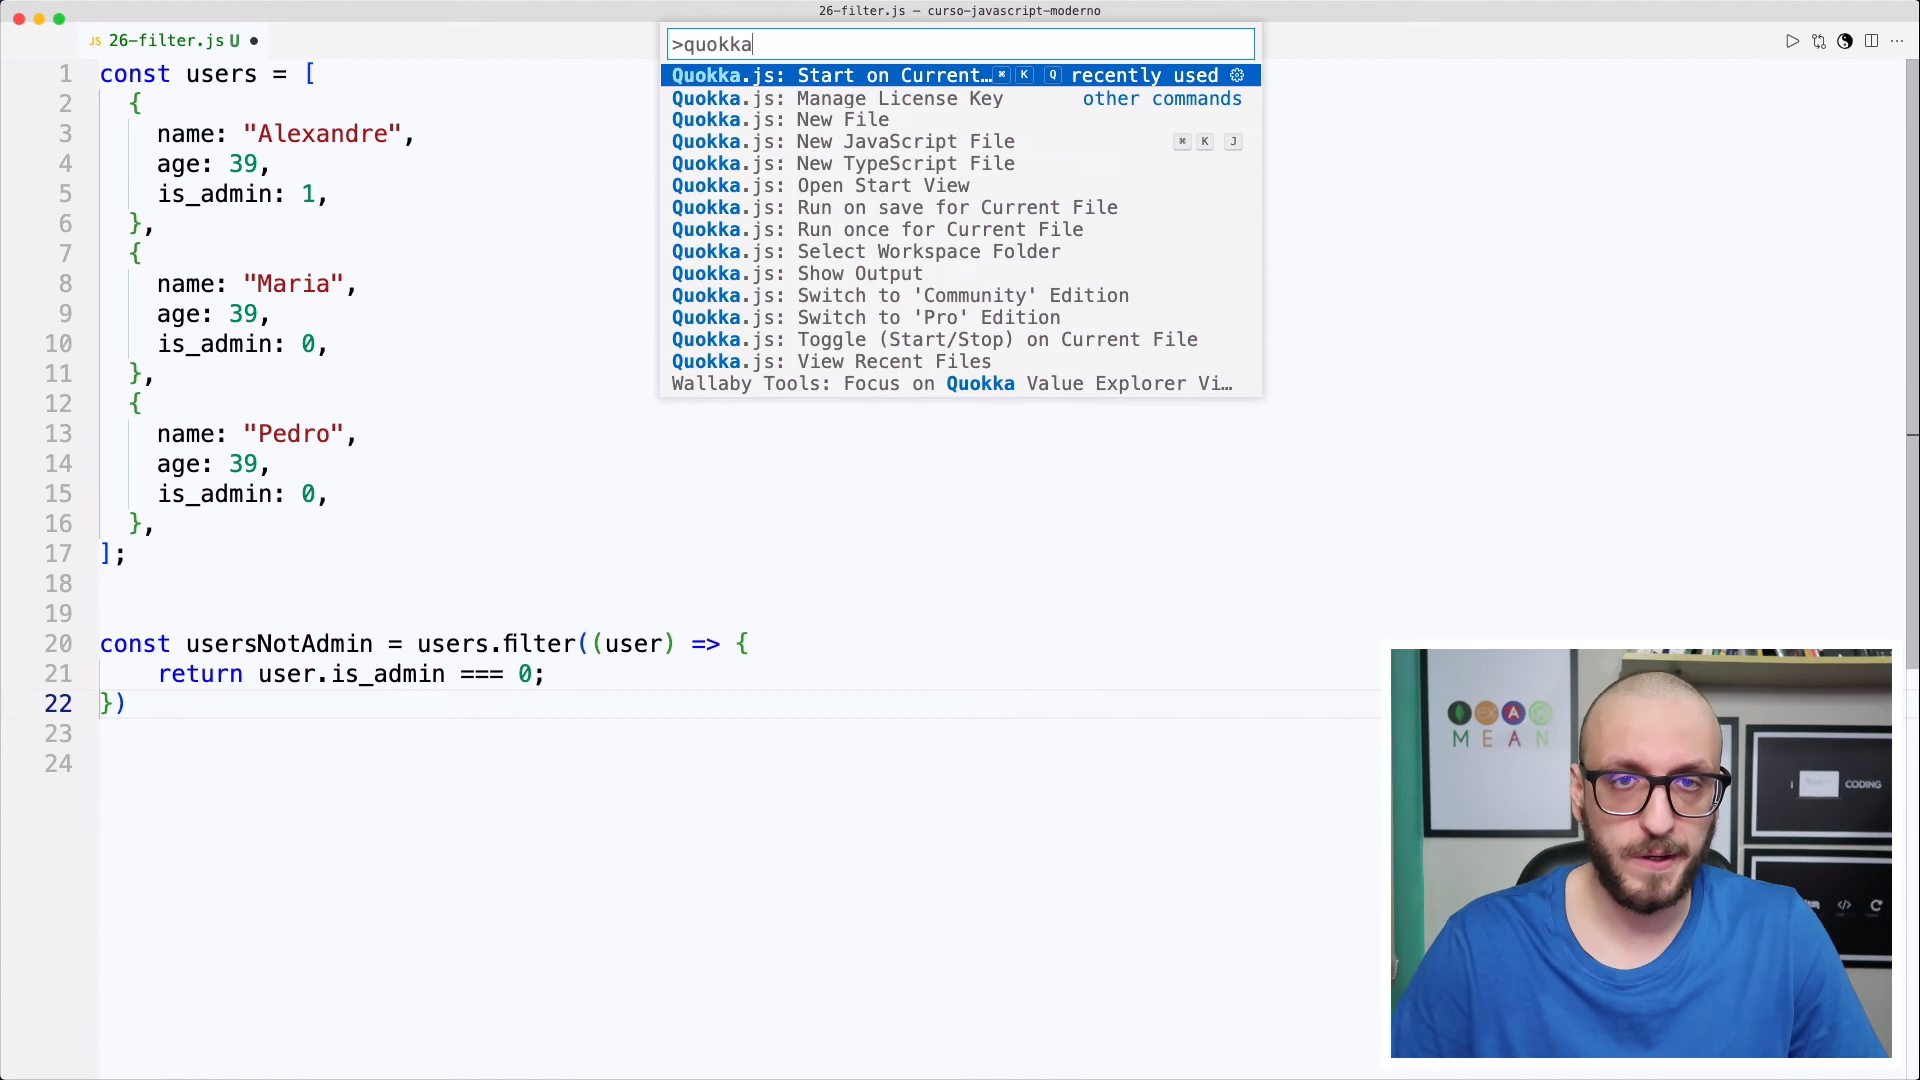 26-filter.js — curso-javascript-moderno
JS 26-filter.js U
>quokka
Quokka.js: Start on Current…⌘ K Q recently used
Quokka.js: Manage License Key other commands
Quokka.js: New File
Quokka.js: New JavaScript File ⌘ K J
Quokka.js: New TypeScript File
Quokka.js: Open Start View
Quokka.js: Run on save for Current File
Quokka.js: Run once for Current File
Quokka.js: Select Workspace Folder
Quokka.js: Show Output
Quokka.js: Switch to 'Community' Edition
Quokka.js: Switch to 'Pro' Edition
Quokka.js: Toggle (Start/Stop) on Current File
Quokka.js: View Recent Files
Wallaby Tools: Focus on Quokka Value Explorer Vi…
1 const users = [
2 {
3 name: "Alexandre",
4 age: 39,
5 is_admin: 1,
6 },
7 {
8 name: "Maria",
9 age: 39,
10 is_admin: 0,
11 },
12 {
13 name: "Pedro",
14 age: 39,
15 is_admin: 0,
16 },
17 ];
18
19
20 const usersNotAdmin = users.filter((user) => {
21 return user.is_admin === 0;
22 })
23
24
ex A
MEAN
I CODING